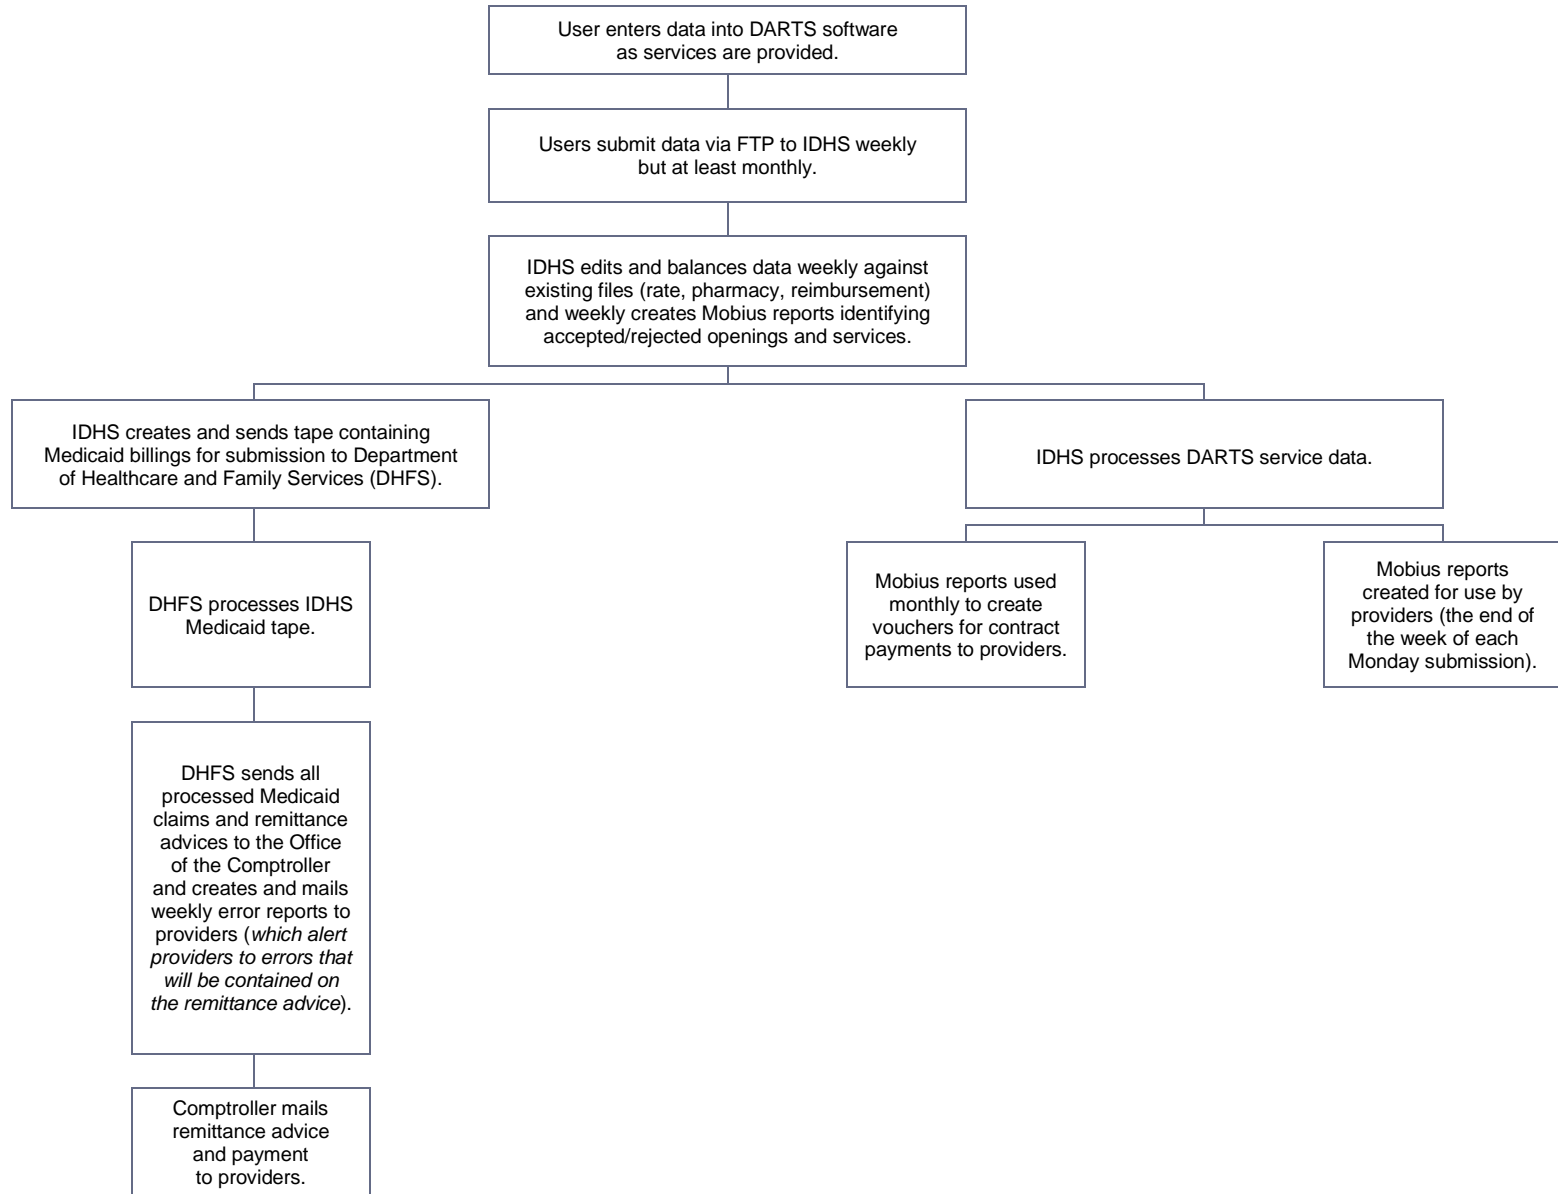 User enters data into DARTS software
as services are provided.
Users submit data via FTP to IDHS weekly
but at least monthly.
IDHS edits and balances data weekly against
existing files (rate, pharmacy, reimbursement)
and weekly creates Mobius reports identifying
accepted/rejected openings and services.
IDHS creates and sends tape containing
Medicaid billings for submission to Department
of Healthcare and Family Services (DHFS).
IDHS processes DARTS service data.
DHFS processes IDHS
Medicaid tape.
Mobius reports used
monthly to create
vouchers for contract
payments to providers.
Mobius reports
created for use by
providers (the end of
the week of each
Monday submission).
DHFS sends all
processed Medicaid
claims and remittance
advices to the Office
of the Comptroller
and creates and mails
weekly error reports to
providers (which alert
providers to errors that
will be contained on
the remittance advice).
Comptroller mails
remittance advice
and payment
to providers.